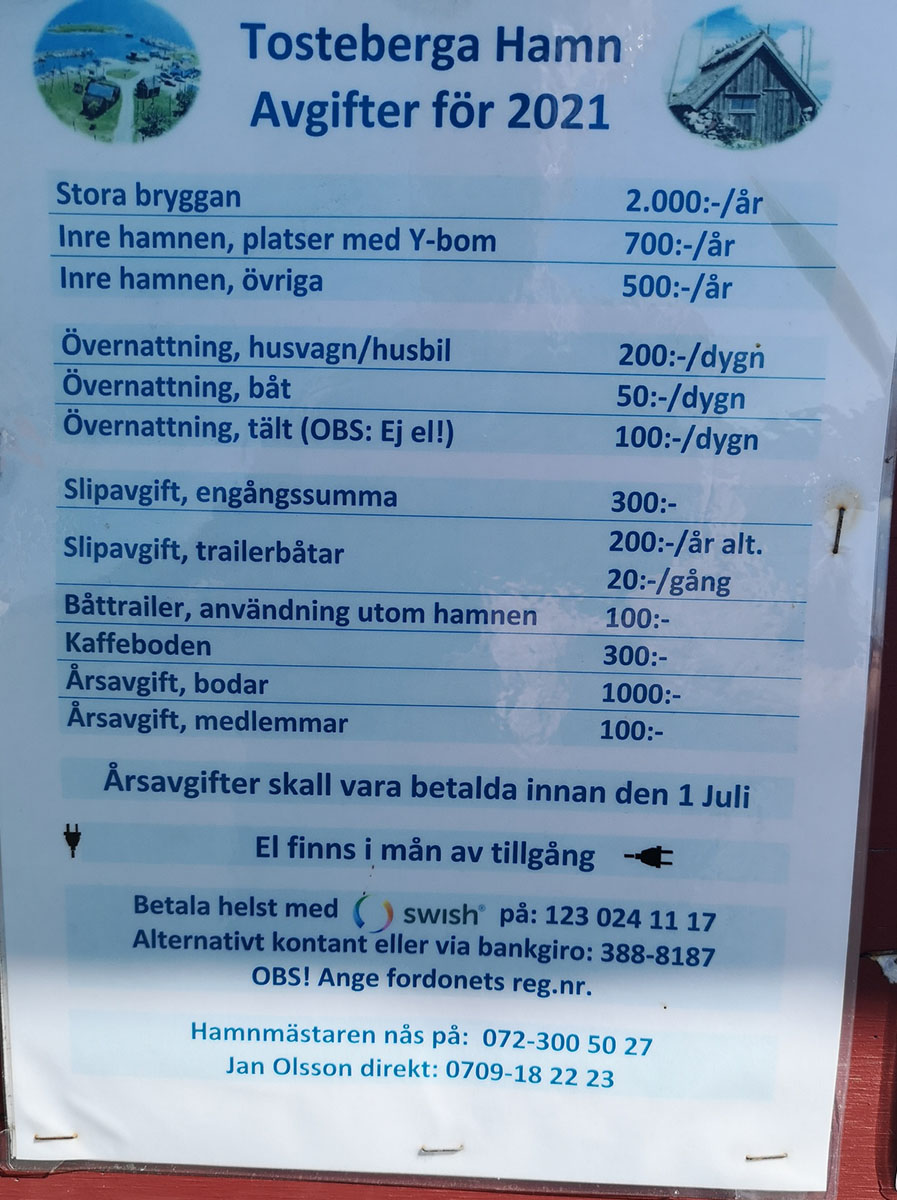 Tosteberga Hamn
Avgifter för 2021
Stora bryggan 2.000:-/år
Inre hamnen, platser med Y-bom 700:-/år
Inre hamnen, övriga 500:-/år
Övernattning, husvagn/husbil 200:-/dygn
Övernattning, båt 50:-/dygn
Övernattning, tält (OBS: Ej el!) 100:-/dygn
Slipavgift, engångssumma 300:-
Slipavgift, trailerbåtar 200:-/år alt.
20:-/gång
Båttrailer, användning utom hamnen 100:-
Kaffeboden 300:-
Årsavgift, bodar 1000:-
Årsavgift, medlemmar 100:-
Årsavgifter skall vara betalda innan den 1 Juli
El finns i mån av tillgång
Betala helst med swish® på: 123 024 11 17
Alternativt kontant eller via bankgiro: 388-8187
OBS! Ange fordonets reg.nr.
Hamnmästaren nås på: 072-300 50 27
Jan Olsson direkt: 0709-18 22 23